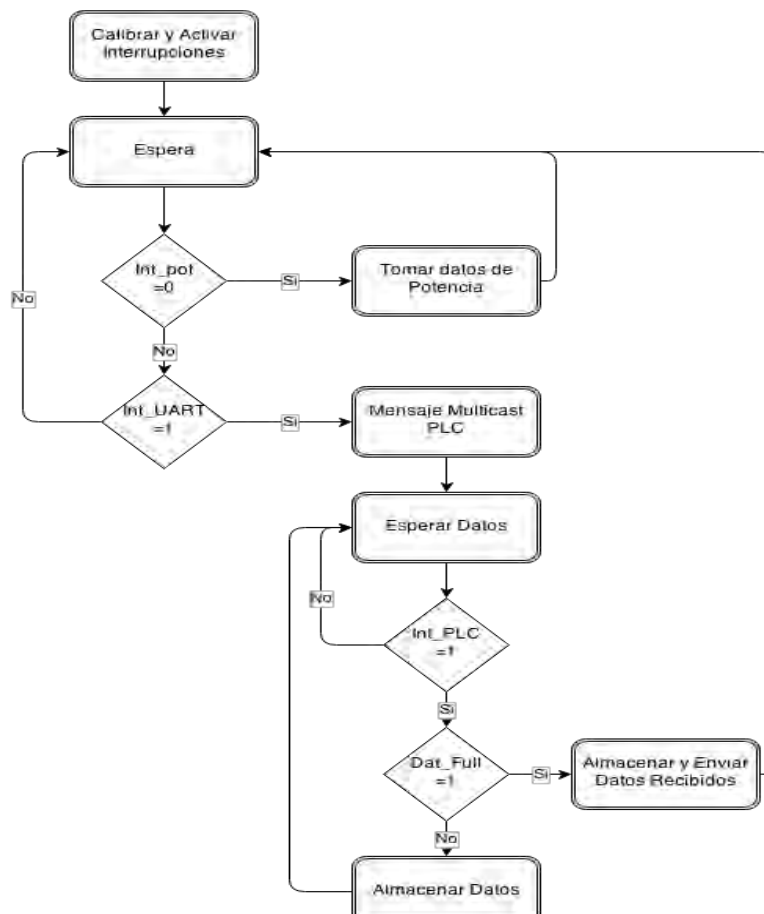 Calibrar y Activar
Interrupciones
Espera
Int_pot
=0
Si
Tomar datos de
Potencia
No
No
Int_UART
=1
Si
Mensaje Multicast
PLC
Esperar Datos
No
Int_PLC
=1
Si
Dat_Full
=1
Si
Almacenar y Enviar
Datos Recibidos
No
Almacenar Datos